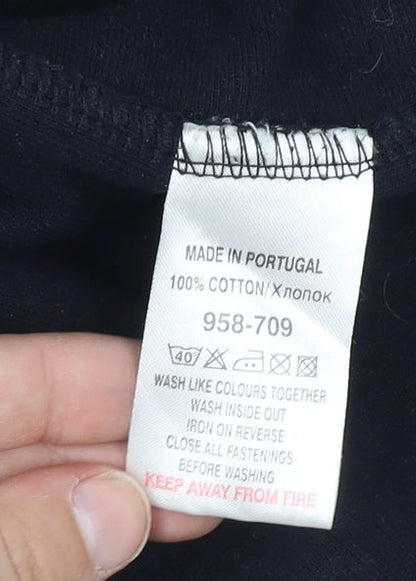 MADE IN PORTUGAL
100% COTTON/Хлопок
958-709
40
WASH LIKE COLOURS TOGETHER
WASH INSIDE OUT
IRON ON REVERSE
CLOSE ALL FASTENINGS
BEFORE WASHING
KEEP AWAY FROM FIRE